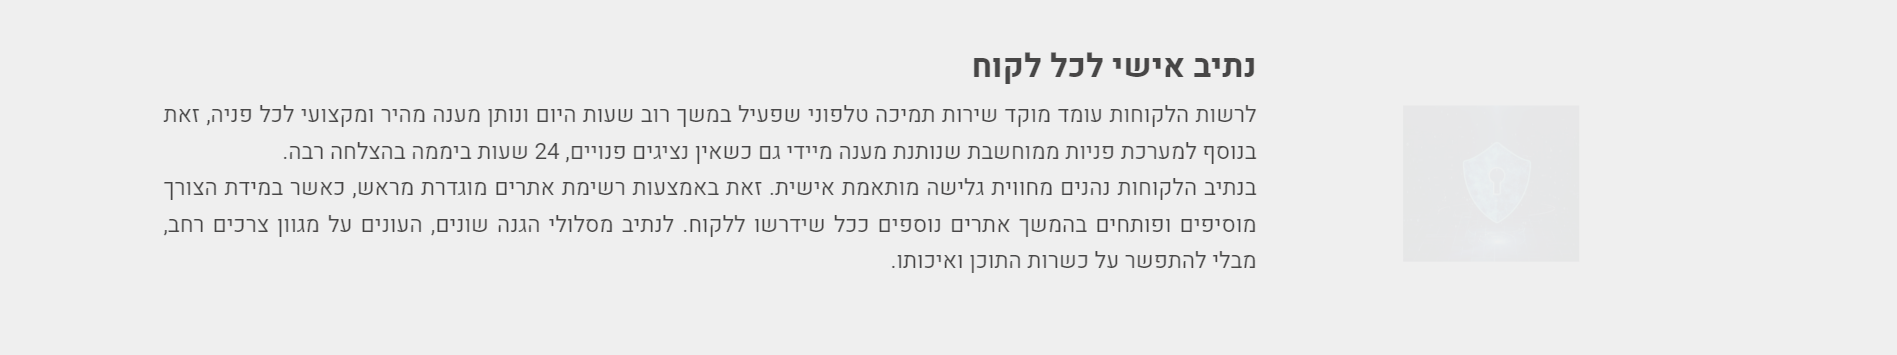 נתיב אישי לכל לקוח
לרשות הלקוחות עומד מוקד שירות תמיכה טלפוני שפעיל במשך רוב שעות היום ונותן מענה מהיר ומקצועי לכל פניה, זאת
בנוסף למערכת פניות ממוחשבת שנותנת מענה מיידי גם כשאין נציגים פנויים, 24 שעות ביממה בהצלחה רבה.
בנתיב הלקוחות נהנים מחווית גלישה מותאמת אישית. זאת באמצעות רשימת אתרים מוגדרת מראש, כאשר במידת הצורך
מוסיפים ופותחים בהמשך אתרים נוספים ככל שידרשו ללקוח. לנתיב מסלולי הגנה שונים, העונים על מגוון צרכים רחב,
מבלי להתפשר על כשרות התוכן ואיכותו.